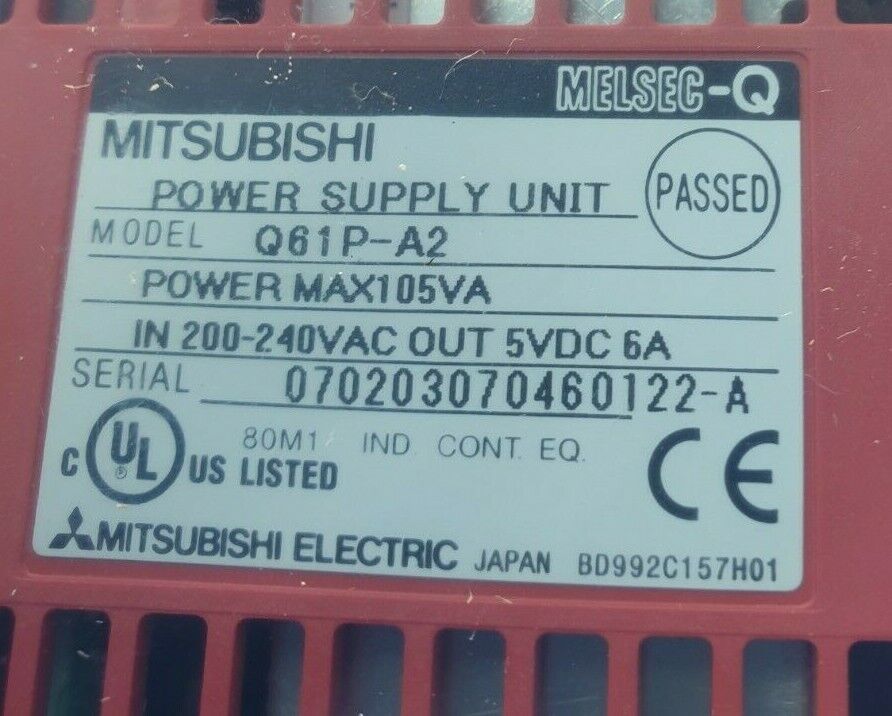 MELSEC-Q
MITSUBISHI
POWER SUPPLY UNIT
PASSED
MODEL Q61P-A2
POWER MAX105VA
IN 200-240VAC OUT 5VDC 6A
SERIAL 070203070460122-A
C UL ® US LISTED
80M1 IND CONT. EQ.
CE
MITSUBISHI ELECTRIC JAPAN BD992C157H01